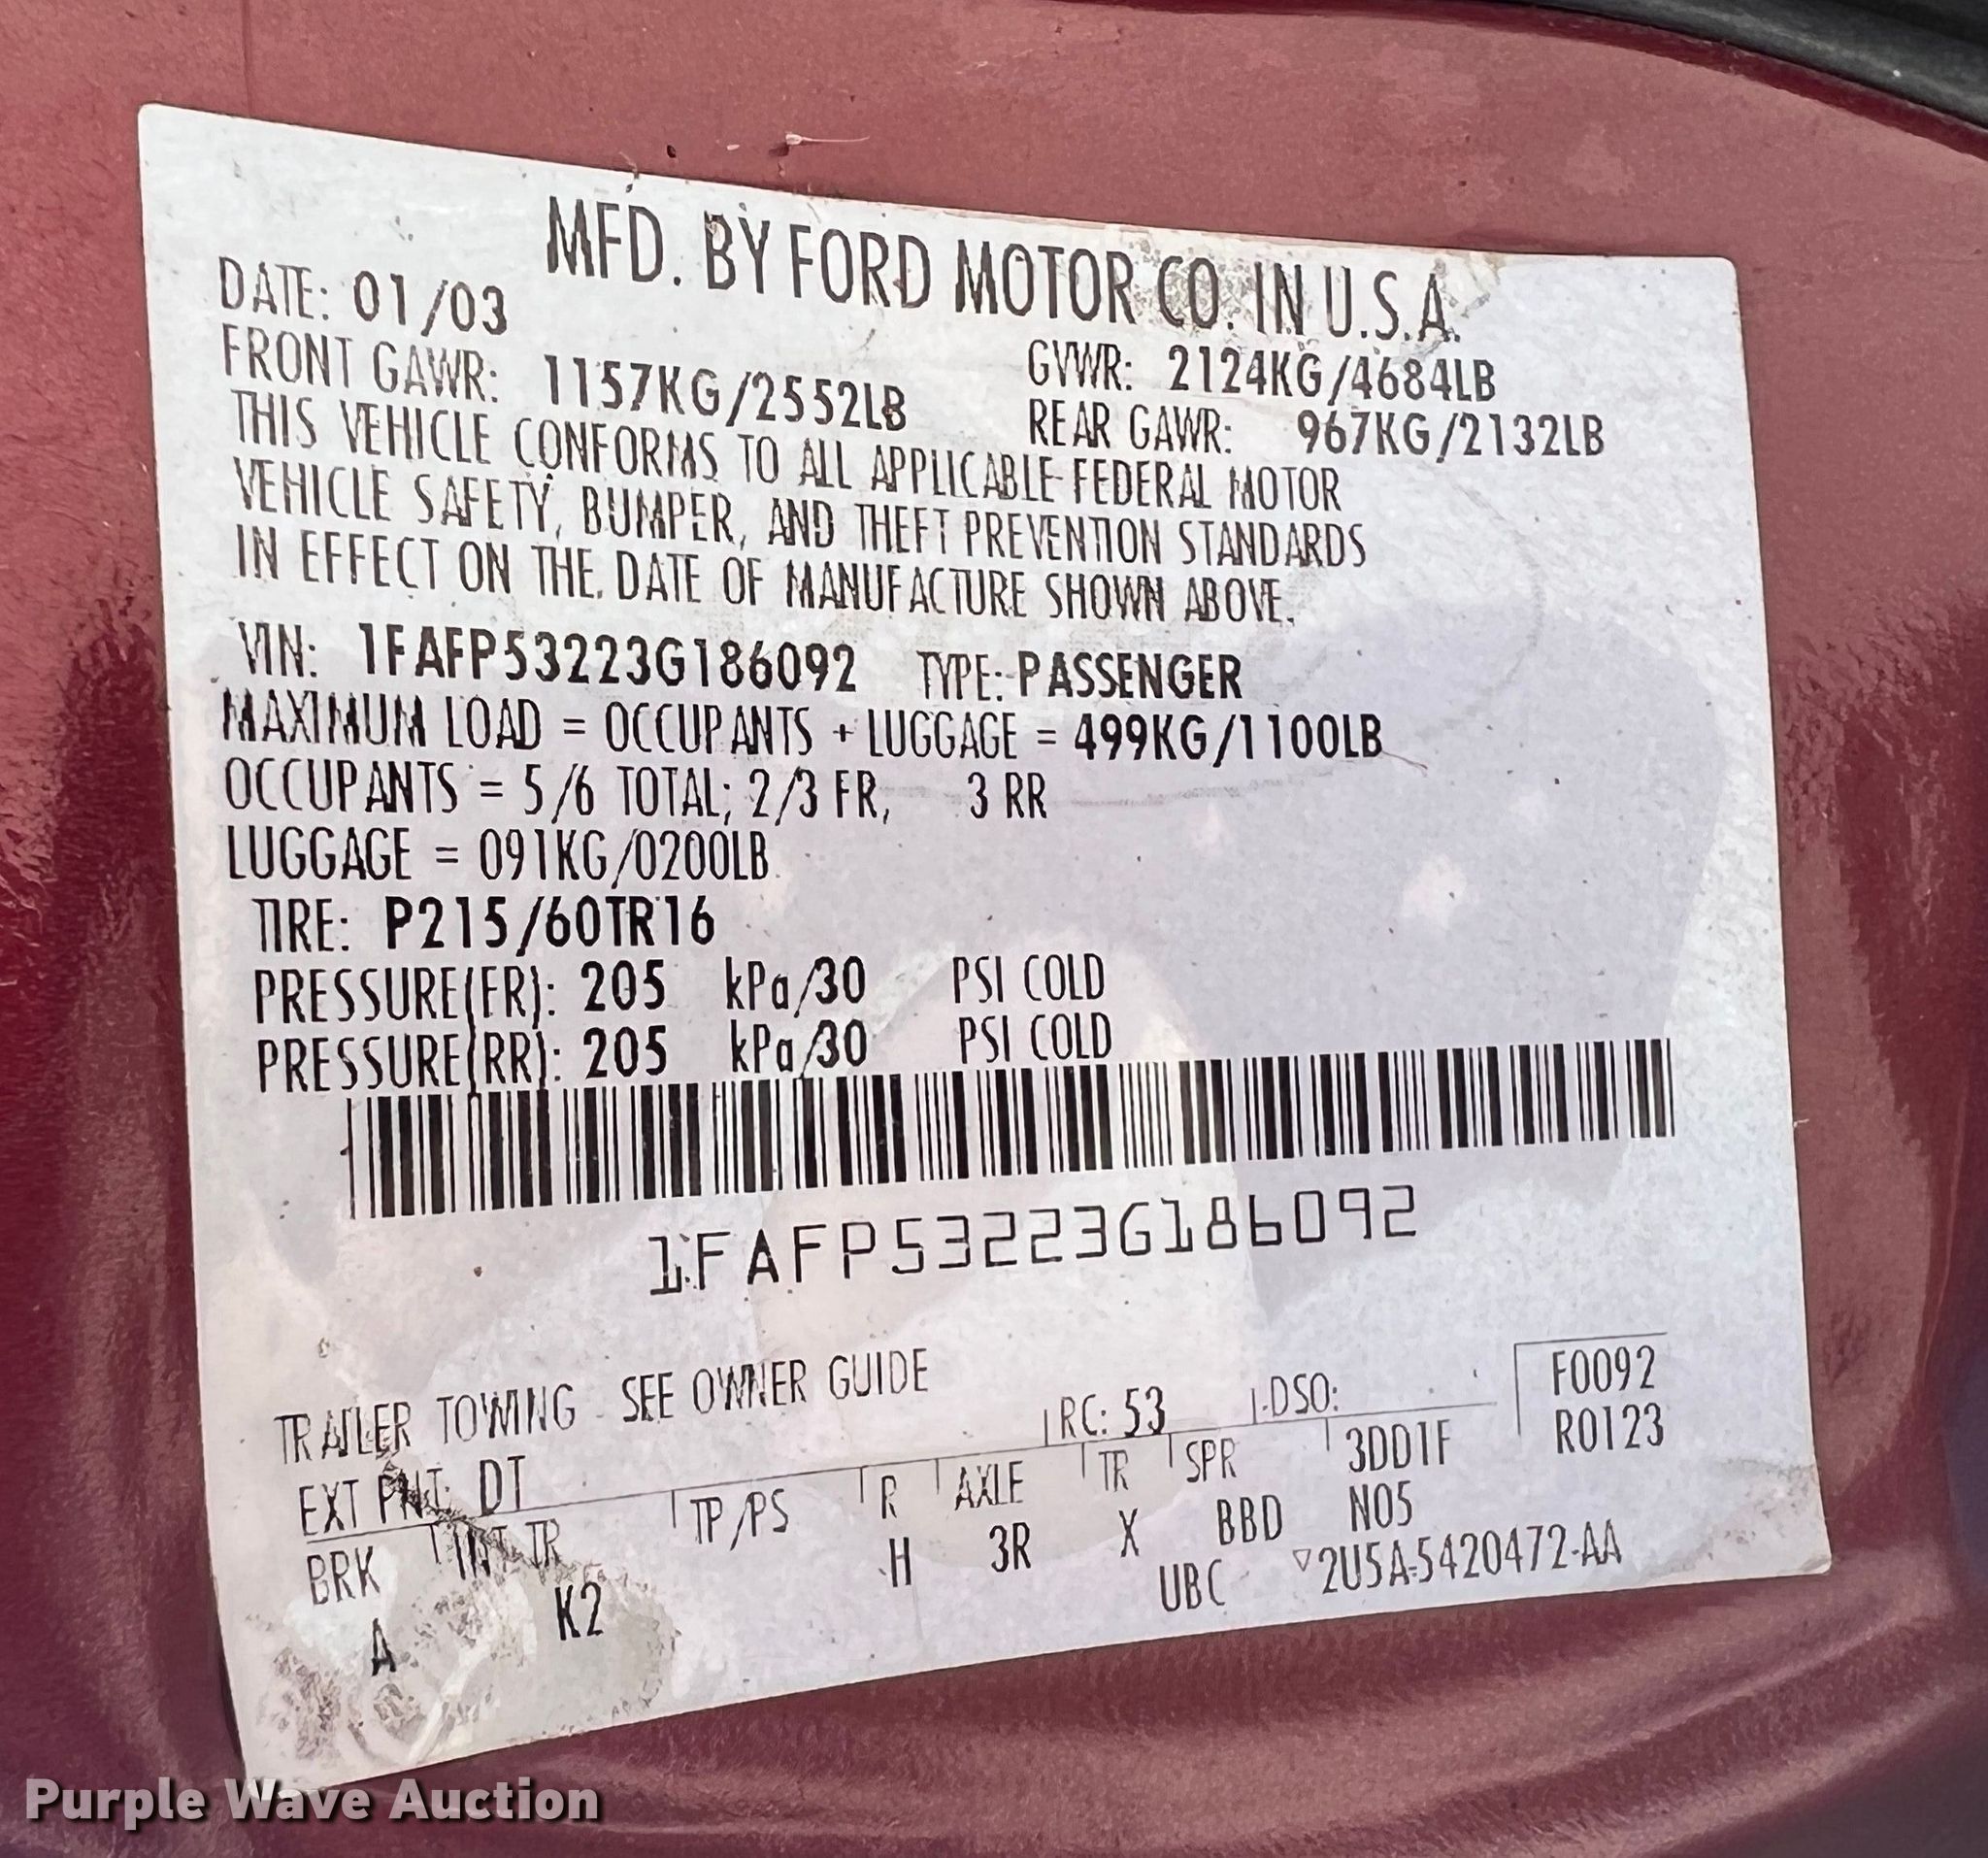 MFD. BY FORD MOTOR CO. IN U.S.A.
DATE: 01/03
GVWR: 2124KG/4684LB
FRONT GAWR: 1157KG/2552LB
REAR GAWR: 967KG/2132LB
THIS VEHICLE CONFORMS TO ALL APPLICABLE FEDERAL MOTOR
VEHICLE SAFETY, BUMPER, AND THEFT PREVENTION STANDARDS
IN EFFECT ON THE DATE OF MANUFACTURE SHOWN ABOVE.
VIN: 1FAFP53223G186092 TYPE: PASSENGER
MAXIMUM LOAD = OCCUPANTS + LUGGAGE = 499KG/1100LB
OCCUPANTS = 5/6 TOTAL; 2/3 FR, 3 RR
LUGGAGE = 091KG/0200LB
TIRE: P215/60TR16
PRESSURE(FR): 205 kPa/30 PSI COLD
PRESSURE(RR): 205 kPa/30 PSI COLD
1FAFP53223G186092
TRAILER TOWING - SEE OWNER GUIDE
EXT PNT: DT RC: 53 DSO: F0092
R0123
BRK INT TR TP/PS R AXLE TR SPR 3DD1F
A K2 H 3R X BBD N05
UBC ▽2U5A-5420472-AA
Purple Wave Auction